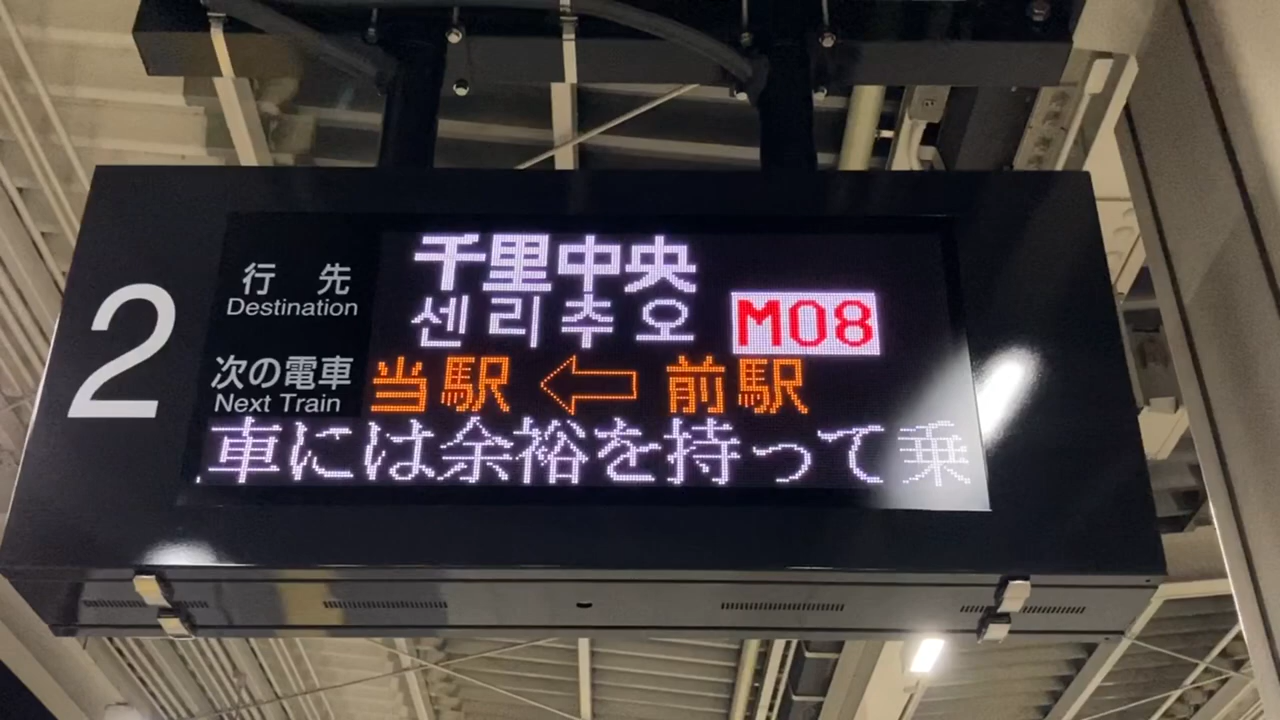 2
行　先
Destination
千里中央
센리추오
M08
次の電車
Next Train
当駅 ← 前駅
車には余裕を持って乗